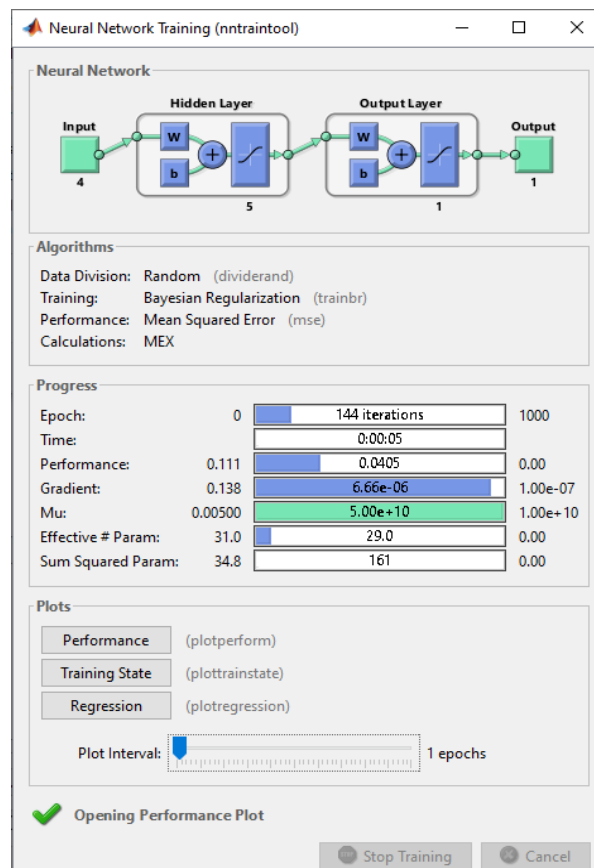 Neural Network Training (nntraintool)
Neural Network
Hidden Layer Output Layer
Input Output
W W
b b
4 5 1 1
Algorithms
Data Division: Random (dividerand)
Training: Bayesian Regularization (trainbr)
Performance: Mean Squared Error (mse)
Calculations: MEX
Progress
Epoch: 0 144 iterations 1000
Time: 0:00:05
Performance: 0.111 0.0405 0.00
Gradient: 0.138 6.66e-06 1.00e-07
Mu: 0.00500 5.00e+10 1.00e+10
Effective # Param: 31.0 29.0 0.00
Sum Squared Param: 34.8 161 0.00
Plots
Performance (plotperform)
Training State (plottrainstate)
Regression (plotregression)
Plot Interval: 1 epochs
Opening Performance Plot
Stop Training Cancel